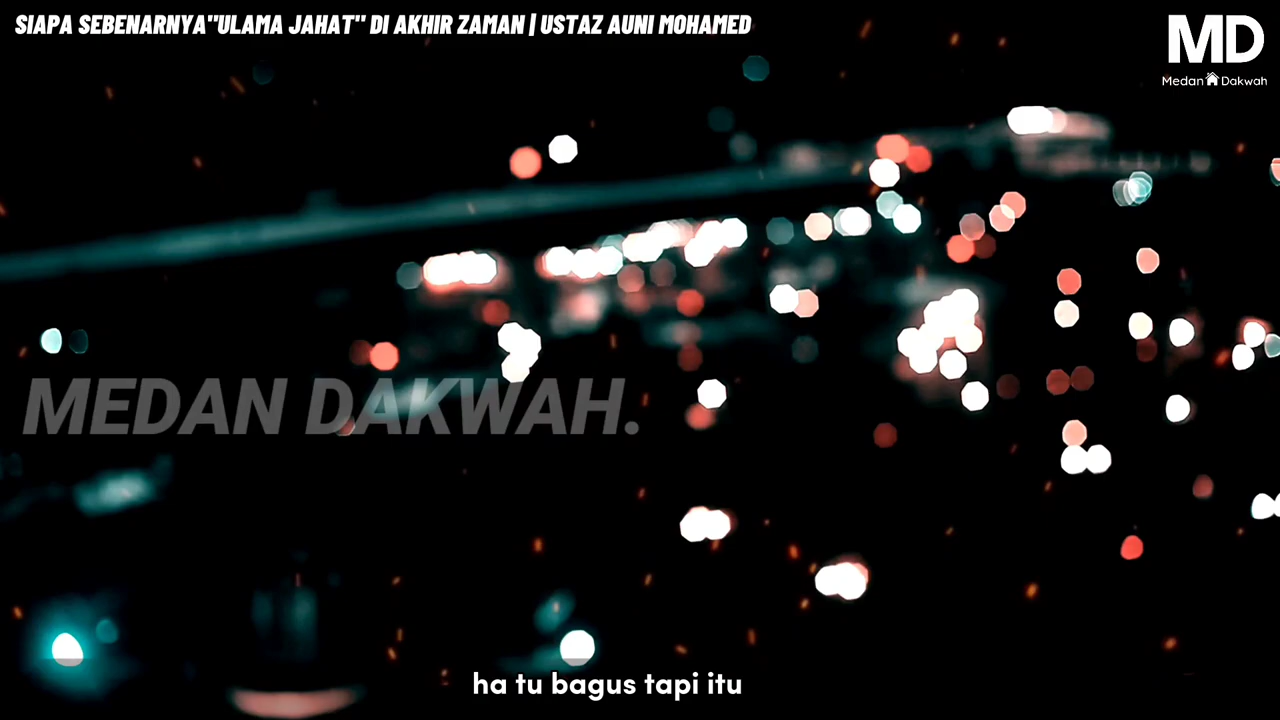 SIAPA SEBENARNYA"ULAMA JAHAT" DI AKHIR ZAMAN | USTAZ AUNI MOHAMED
MD
Medan Dakwah
MEDAN DAKWAH.
ha tu bagus tapi itu